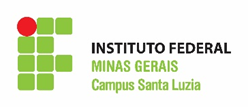 INSTITUTO FEDERAL
MINAS GERAIS
Campus Santa Luzia